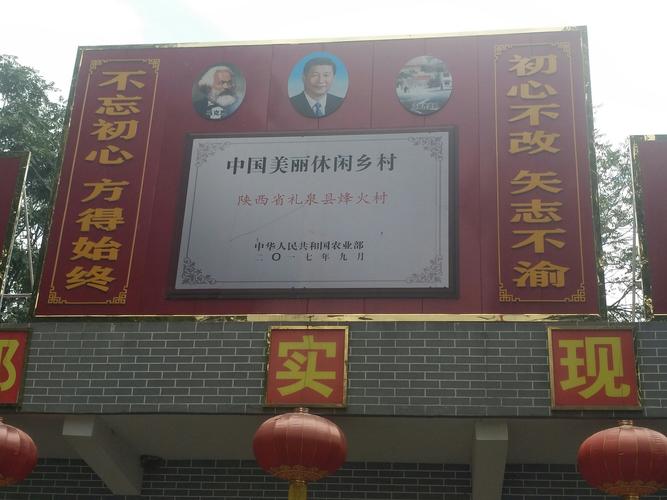 不忘初心 方得始终
初心不改 矢志不渝
中国美丽休闲乡村
陕西省礼泉县烽火村
中华人民共和国农业部
二〇一七年九月
实
现